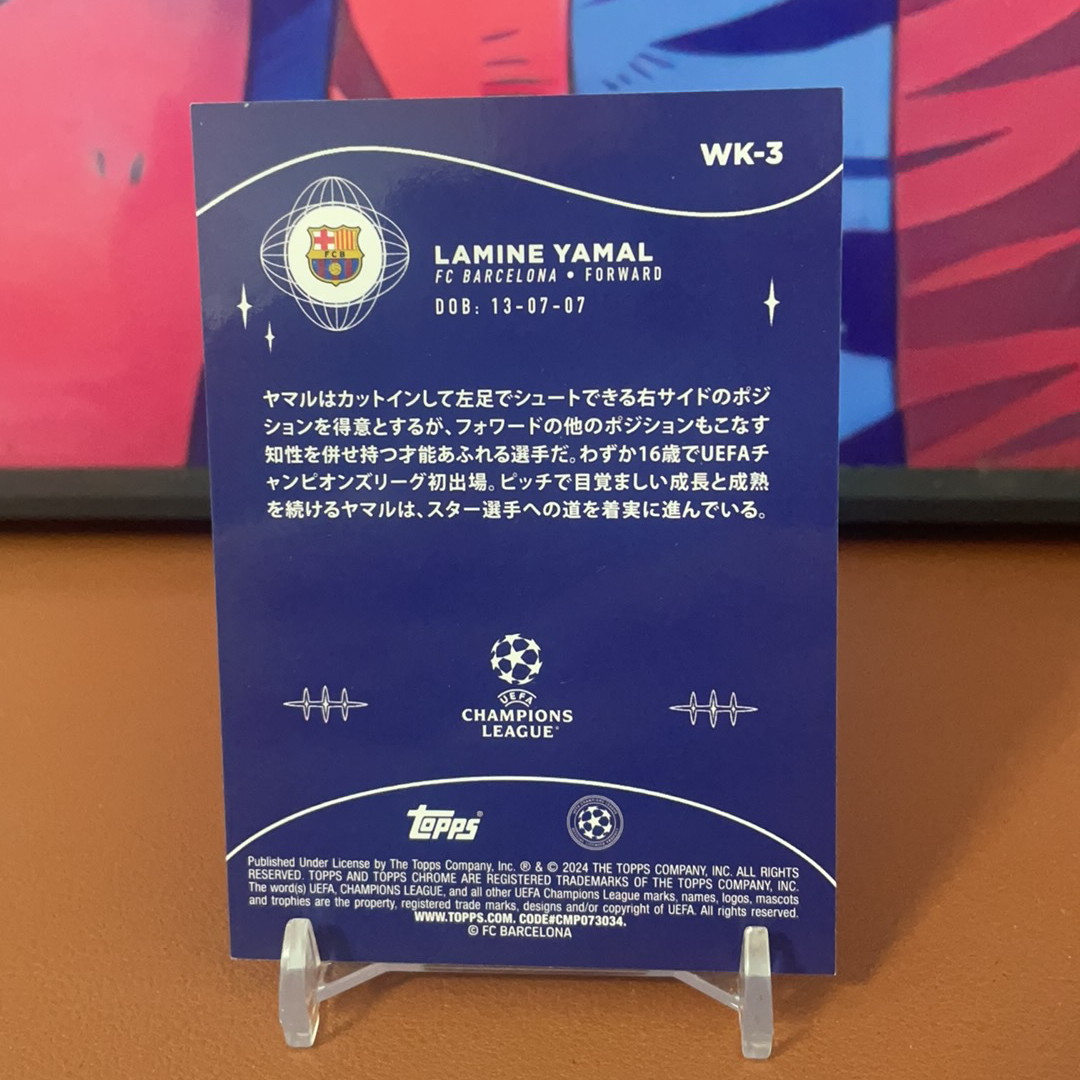 WK-3
FCB
LAMINE YAMAL
FC BARCELONA • FORWARD
DOB: 13-07-07
ヤマルはカットインして左足でシュートできる右サイドのポジ
ションを得意とするが、フォワードの他のポジションもこなす
知性を併せ持つ才能あふれる選手だ。わずか16歳でUEFAチ
ャンピオンズリーグ初出場。ピッチで目覚ましい成長と成熟
を続けるヤマルは、スター選手への道を着実に進んでいる。
UEFA
CHAMPIONS
LEAGUE®
Topps®
Published Under License by The Topps Company, Inc. ® & © 2024 THE TOPPS COMPANY, INC. ALL RIGHTS
RESERVED. TOPPS AND TOPPS CHROME ARE REGISTERED TRADEMARKS OF THE TOPPS COMPANY, INC.
The word(s) UEFA, CHAMPIONS LEAGUE, and all other UEFA Champions League marks, names, logos, mascots
and trophies are the property, registered trade marks, designs and/or copyright of UEFA. All rights reserved.
WWW.TOPPS.COM. CODE#CMP073034.
© FC BARCELONA